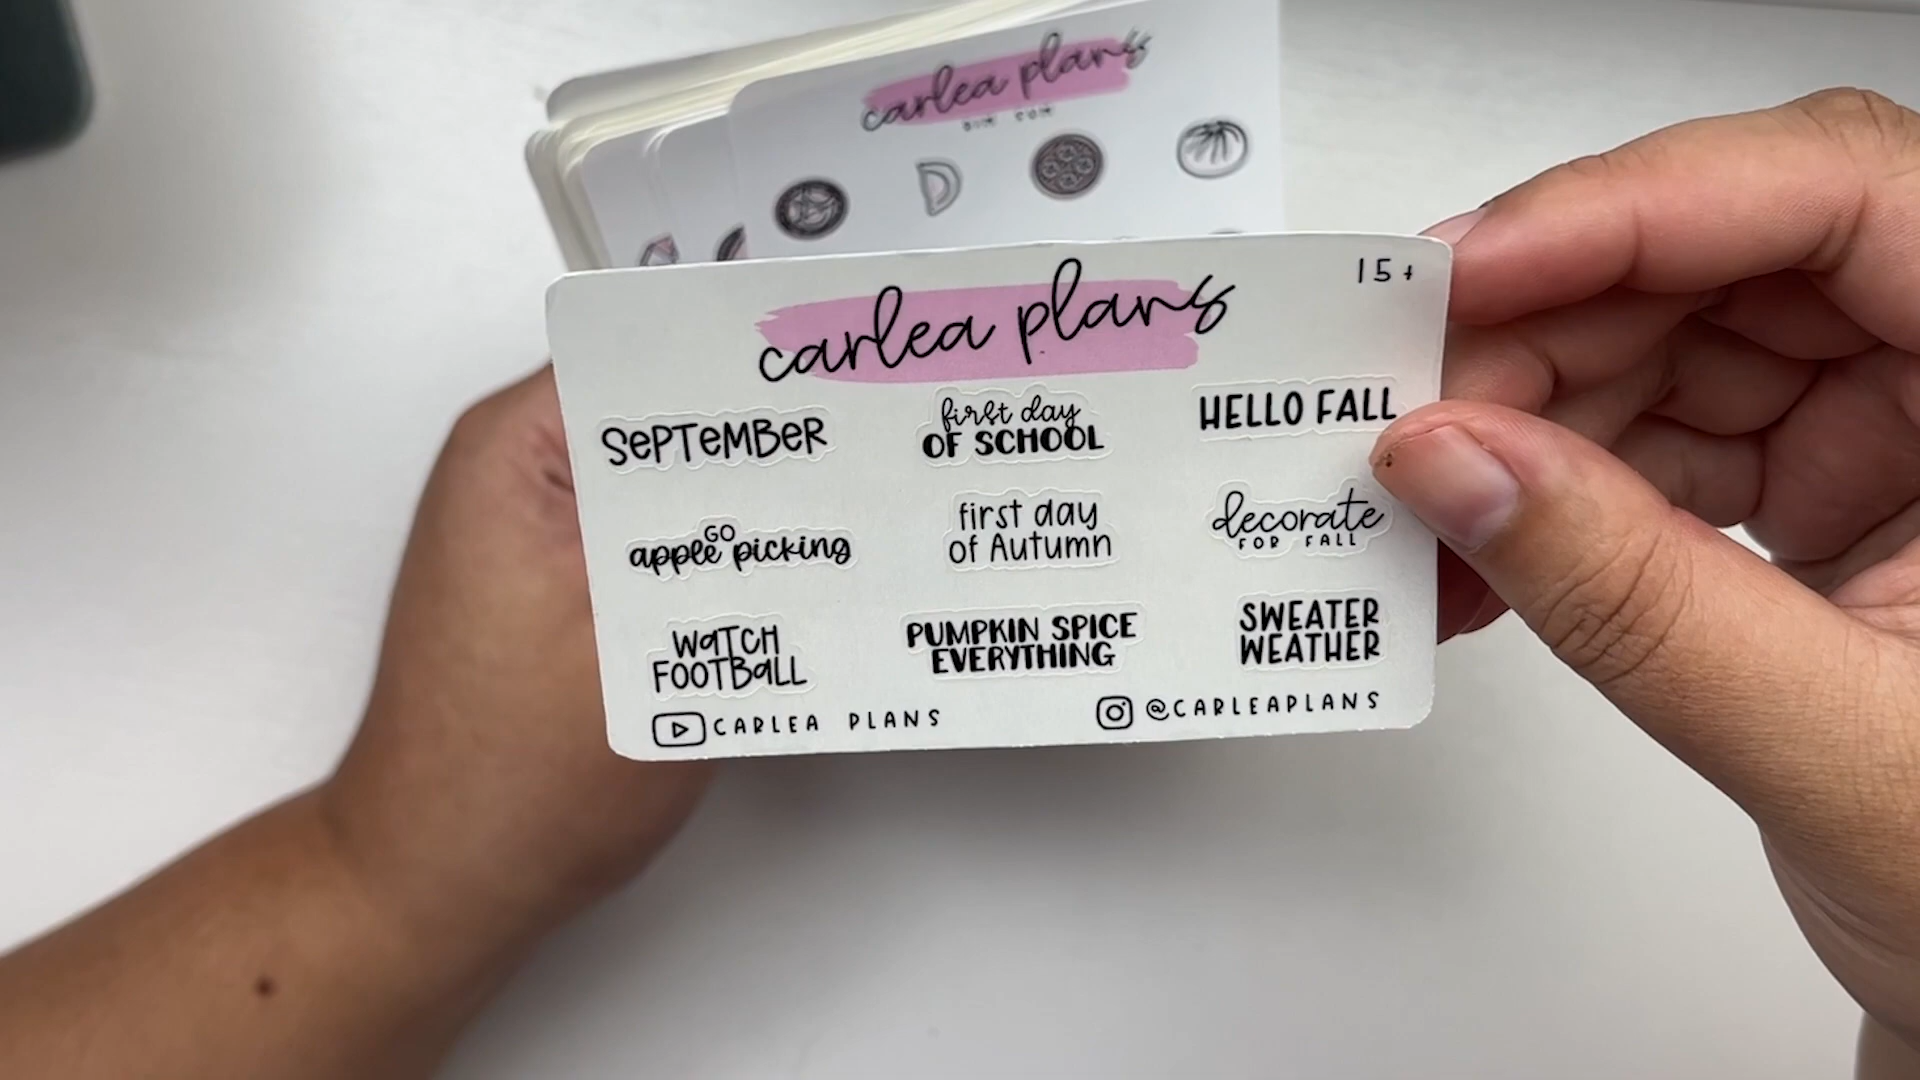 carlea plans
DIM SUM
carlea plans
15+
SEPTEMBER
first day
OF SCHOOL
HELLO FALL
GO
apple picking
first day
of Autumn
decorate
FOR FALL
WATCH
FOOTBALL
PUMPKIN SPICE
EVERYTHING
SWEATER
WEATHER
CARLEA PLANS
@CARLEAPLANS